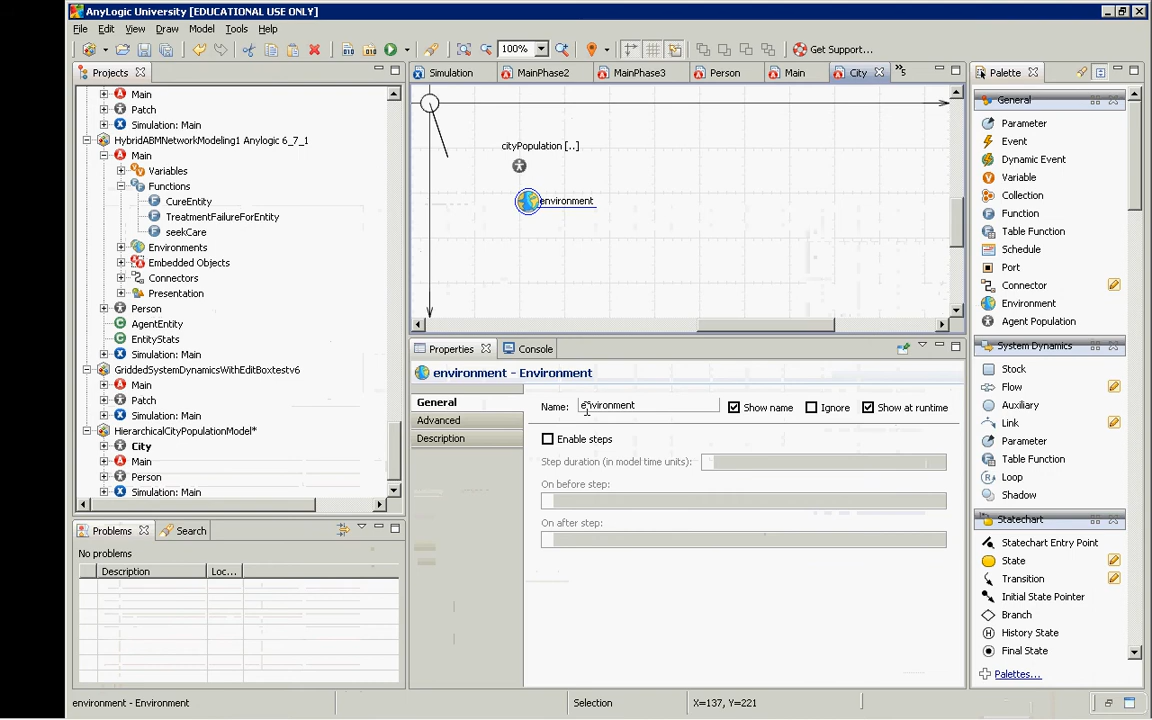 AnyLogic University [EDUCATIONAL USE ONLY]
File Edit View Draw Model Tools Help
100% Get Support...
Projects
Main
Patch
Simulation: Main
HybridABMNetworkModeling1 Anylogic 6_7_1
Main
Variables
Functions
CureEntity
TreatmentFailureForEntity
seekCare
Environments
Embedded Objects
Connectors
Presentation
Person
AgentEntity
EntityStats
Simulation: Main
GriddedSystemDynamicsWithEditBoxtestv6
Main
Patch
Simulation: Main
HierarchicalCityPopulationModel*
City
Main
Person
Simulation: Main
Problems Search
No problems
Description Loc...
Simulation MainPhase2 MainPhase3 Person Main City »5
cityPopulation [..]
environment
Properties Console
environment - Environment
General
Advanced
Description
Name: environment Show name Ignore Show at runtime
Enable steps
Step duration (in model time units):
On before step:
On after step:
Palette
General
Parameter
Event
Dynamic Event
Variable
Collection
Function
Table Function
Schedule
Port
Connector
Environment
Agent Population
System Dynamics
Stock
Flow
Auxiliary
Link
Parameter
Table Function
Loop
Shadow
Statechart
Statechart Entry Point
State
Transition
Initial State Pointer
Branch
History State
Final State
Palettes...
environment - Environment Selection X=137, Y=221